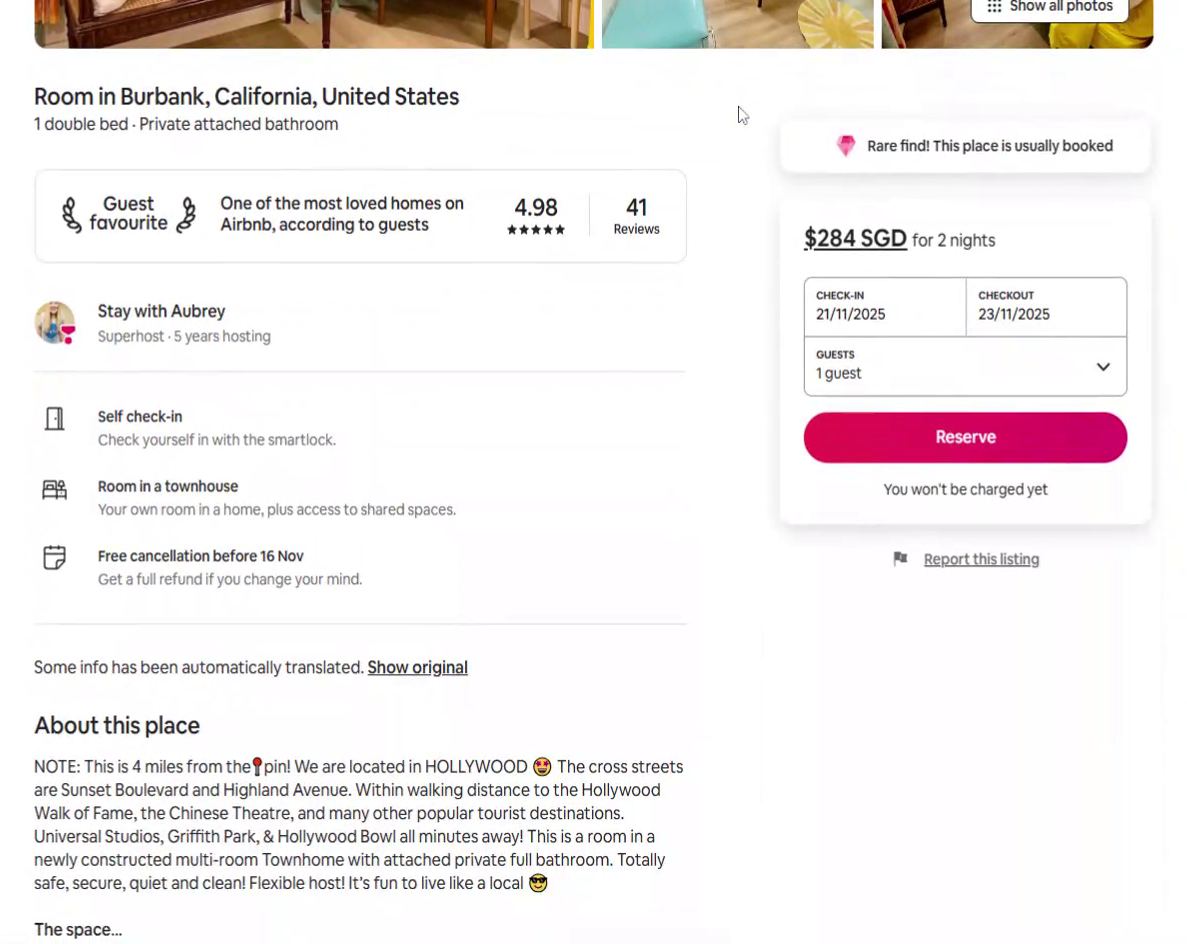 Show all photos
Room in Burbank, California, United States
1 double bed · Private attached bathroom
Guest
favourite
One of the most loved homes on
Airbnb, according to guests
4.98
41
Reviews
Stay with Aubrey
Superhost · 5 years hosting
Self check-in
Check yourself in with the smartlock.
Room in a townhouse
Your own room in a home, plus access to shared spaces.
Free cancellation before 16 Nov
Get a full refund if you change your mind.
Some info has been automatically translated. Show original
About this place
NOTE: This is 4 miles from the📍pin! We are located in HOLLYWOOD 🤩 The cross streets
are Sunset Boulevard and Highland Avenue. Within walking distance to the Hollywood
Walk of Fame, the Chinese Theatre, and many other popular tourist destinations.
Universal Studios, Griffith Park, & Hollywood Bowl all minutes away! This is a room in a
newly constructed multi-room Townhome with attached private full bathroom. Totally
safe, secure, quiet and clean! Flexible host! It's fun to live like a local 😎
The space...
Rare find! This place is usually booked
$284 SGD for 2 nights
CHECK-IN
21/11/2025
CHECKOUT
23/11/2025
GUESTS
1 guest
Reserve
You won't be charged yet
Report this listing